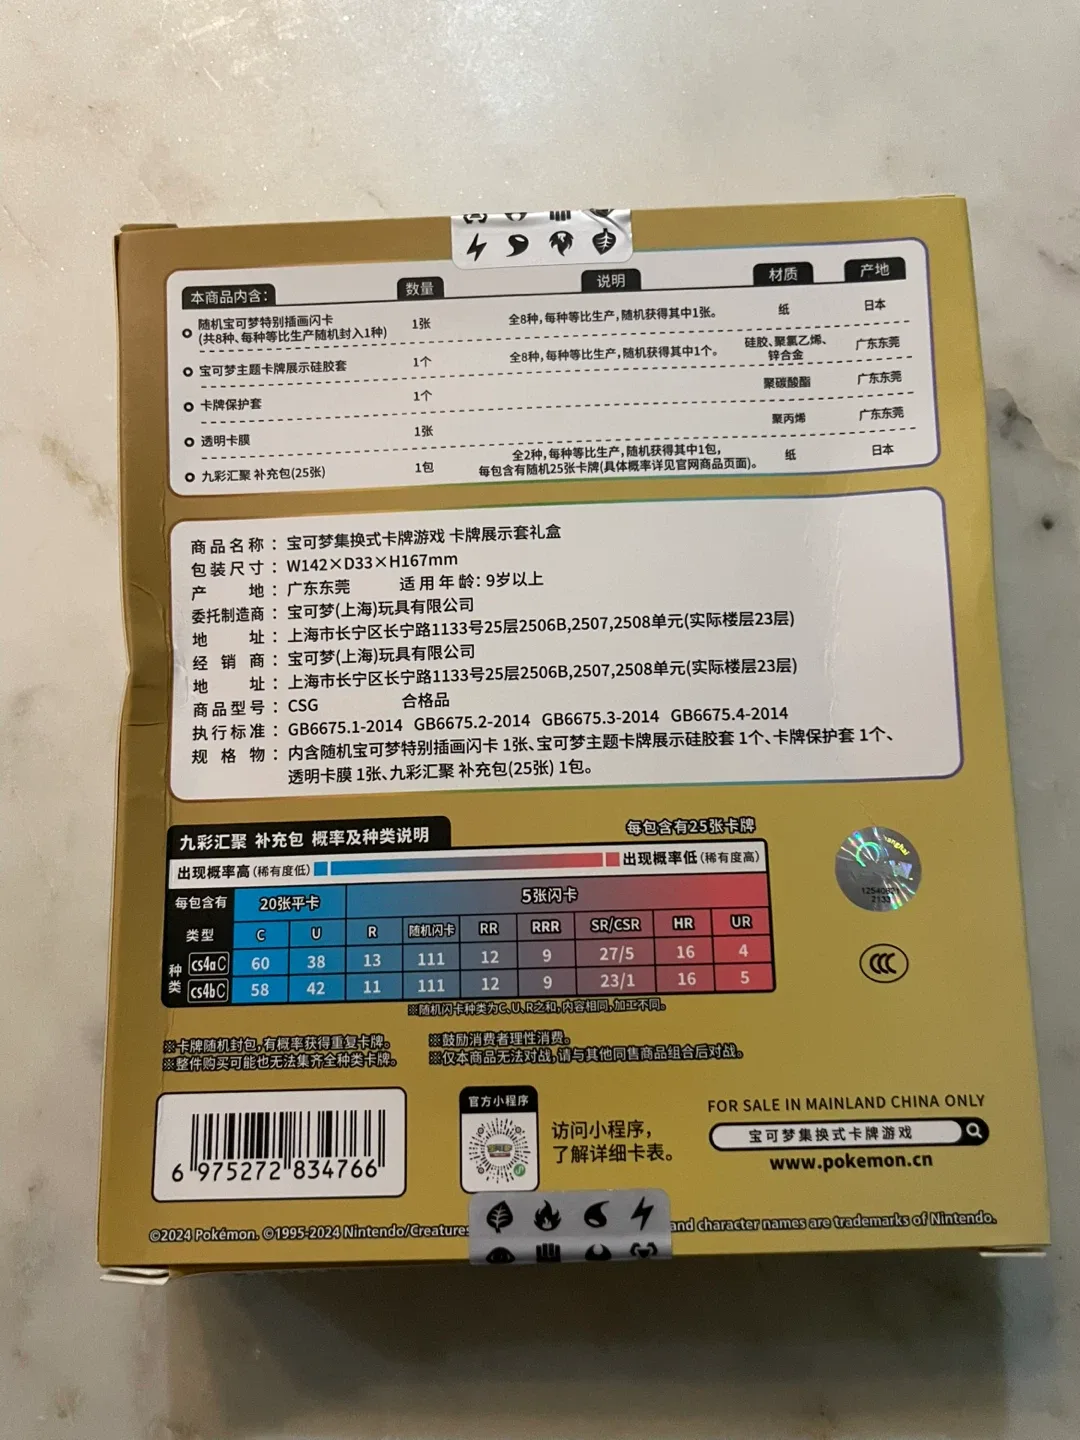 本商品内含： 数量 说明 材质 产地
随机宝可梦特别插画闪卡
(共8种、每种等比生产随机封入1种) 1张 全8种，每种等比生产，随机获得其中1张。 纸 日本
宝可梦主题卡牌展示硅胶套 1个 全8种，每种等比生产，随机获得其中1个。 硅胶、聚氯乙烯、
锌合金 广东东莞
卡牌保护套 1个 聚碳酸酯 广东东莞
透明卡膜 1张 聚丙烯 广东东莞
九彩汇聚 补充包(25张) 1包 全2种，每种等比生产，随机获得其中1包，
每包含有随机25张卡牌(具体概率详见官网商品页面)。 纸 日本
商品名称： 宝可梦集换式卡牌游戏 卡牌展示套礼盒
包装尺寸： W142×D33×H167mm
产地： 广东东莞 适用年龄：9岁以上
委托制造商： 宝可梦(上海)玩具有限公司
地址： 上海市长宁区长宁路1133号25层2506B,2507,2508单元(实际楼层23层)
经销商： 宝可梦(上海)玩具有限公司
地址： 上海市长宁区长宁路1133号25层2506B,2507,2508单元(实际楼层23层)
商品型号： CSG 合格品
执行标准： GB6675.1-2014 GB6675.2-2014 GB6675.3-2014 GB6675.4-2014
规格物： 内含随机宝可梦特别插画闪卡 1张、宝可梦主题卡牌展示硅胶套 1个、卡牌保护套 1个、
透明卡膜 1张、九彩汇聚 补充包(25张) 1包。
九彩汇聚 补充包 概率及种类说明 每包含有25张卡牌
出现概率高(稀有度低) 出现概率低(稀有度高)
每包含有 20张平卡 5张闪卡
类型 C U R 随机闪卡 RR RRR SR/CSR HR UR
种类
cs4aC 60 38 13 111 12 9 27/5 16 4
cs4bC 58 42 11 111 12 9 23/1 16 5
※随机闪卡种类为C、U、R之和，内容相同，加工不同。
※卡牌随机封包，有概率获得重复卡牌。 ※鼓励消费者理性消费。
※整件购买可能也无法集齐全种类卡牌。 ※仅本商品无法对战，请与其他同售商品组合后对战。
6 975272 834766
官方小程序
访问小程序，
了解详细卡表。
FOR SALE IN MAINLAND CHINA ONLY
宝可梦集换式卡牌游戏
www.pokemon.cn
©2024 Pokémon. ©1995-2024 Nintendo/Creatures and character names are trademarks of Nintendo.